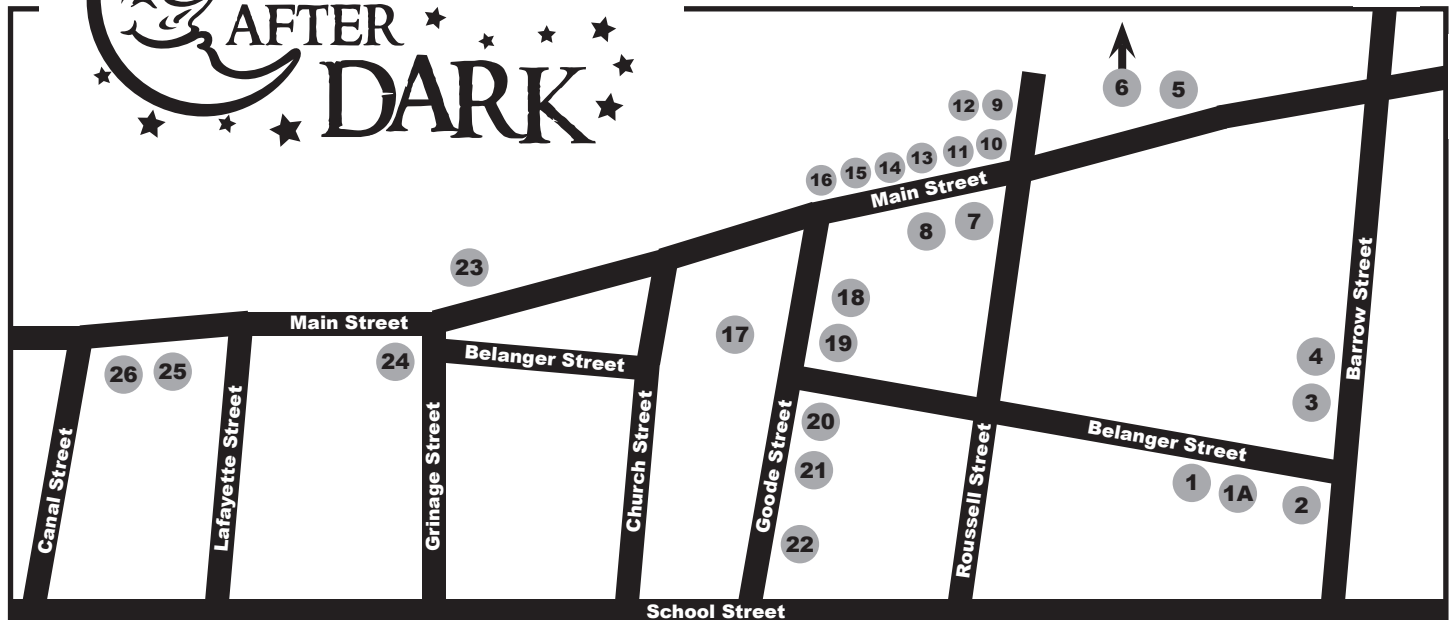 AFTER
DARK
6
5
12
9
16
15
14
13
11
10
Main Street
8
7
23
18
17
19
Main Street
24
Belanger Street
26
25
4
3
Barrow Street
20
21
22
Belanger Street
1
1A
2
Canal Street
Lafayette Street
Grinage Street
Church Street
Goode Street
Roussell Street
School Street